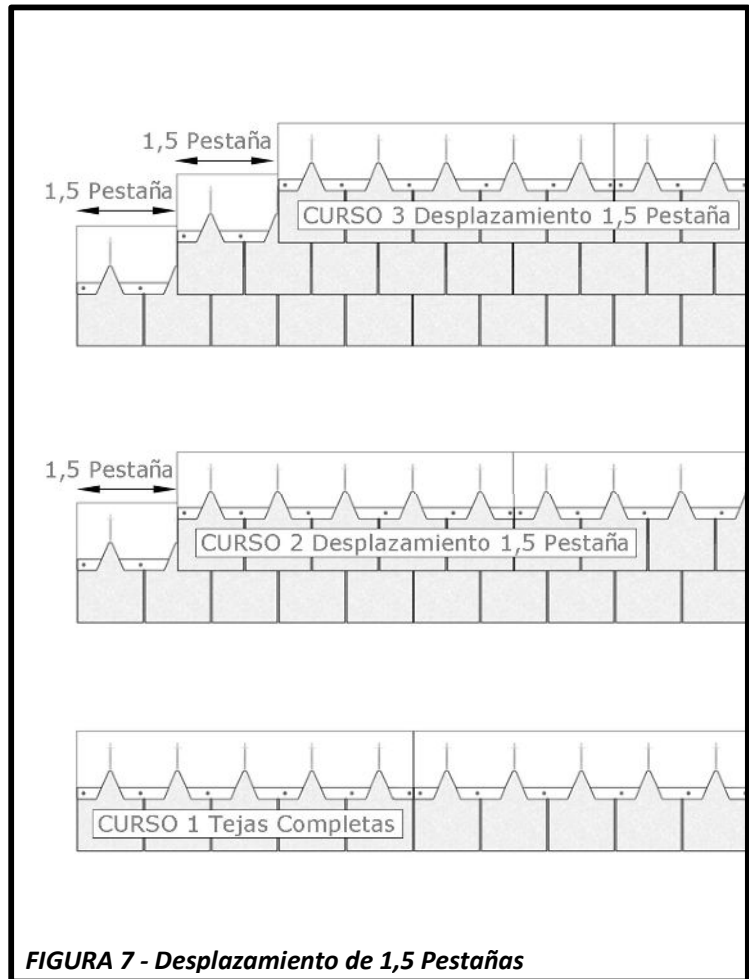 1,5 Pestaña
1,5 Pestaña
CURSO 3 Desplazamiento 1,5 Pestaña
1,5 Pestaña
CURSO 2 Desplazamiento 1,5 Pestaña
CURSO 1 Tejas Completas
FIGURA 7 - Desplazamiento de 1,5 Pestañas